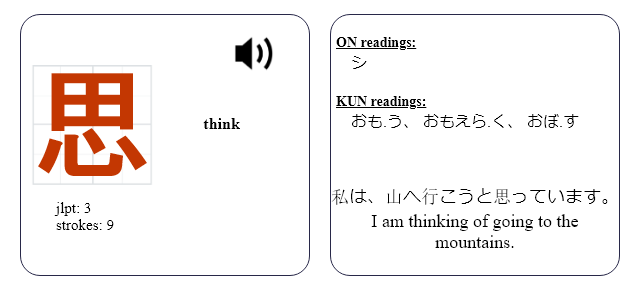 思
think
jlpt: 3
strokes: 9
ON readings:
シ
KUN readings:
おも.う、 おもえら.く、 おぼ.す
私は、山へ行こうと思っています。
I am thinking of going to the
mountains.